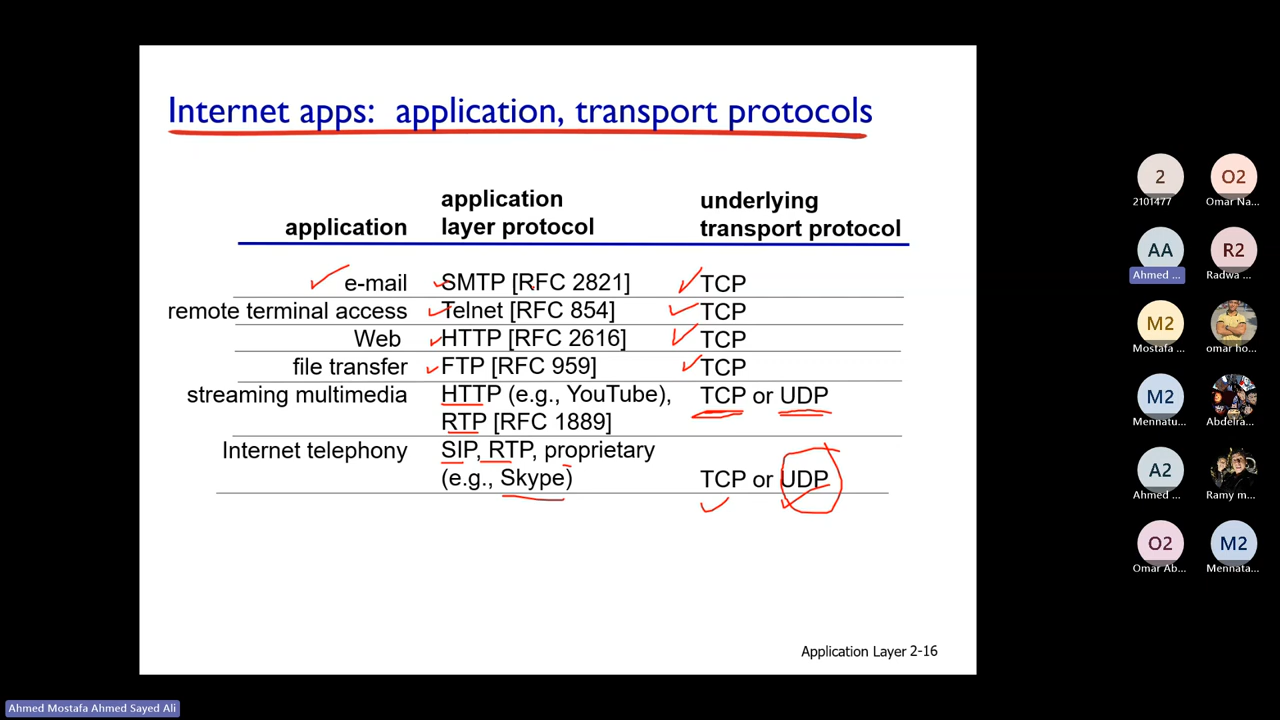 Internet apps: application, transport protocols
application
application layer protocol
underlying transport protocol
e-mail SMTP [RFC 2821] TCP
remote terminal access Telnet [RFC 854] TCP
Web HTTP [RFC 2616] TCP
file transfer FTP [RFC 959] TCP
streaming multimedia HTTP (e.g., YouTube), TCP or UDP
RTP [RFC 1889]
Internet telephony SIP, RTP, proprietary
(e.g., Skype) TCP or UDP
Application Layer 2-16
2 O2
2101477 Omar Na...
AA R2
Ahmed ... Radwa ...
M2
Mostafa ... omar ho...
M2
Mennatu... Abdelra...
A2
Ahmed ... Ramy m...
O2 M2
Omar Ab... Mennata...
Ahmed Mostafa Ahmed Sayed Ali